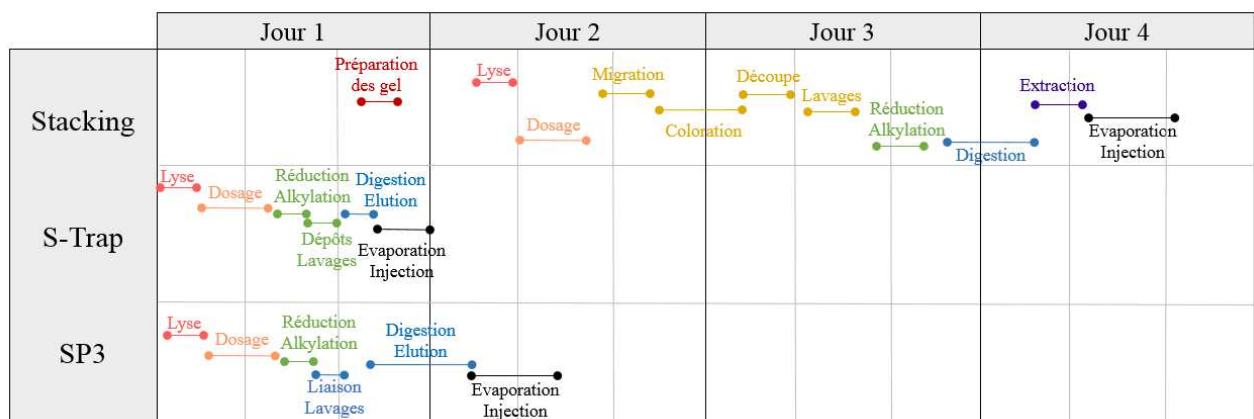 Jour 1
Jour 2
Jour 3
Jour 4
Stacking
Préparation
des gel
Lyse
Dosage
Migration
Coloration
Découpe
Lavages
Réduction
Alkylation
Digestion
Extraction
Evaporation
Injection
S-Trap
Lyse
Dosage
Réduction
Alkylation
Dépôts
Lavages
Digestion
Elution
Evaporation
Injection
SP3
Lyse
Dosage
Réduction
Alkylation
Liaison
Lavages
Digestion
Elution
Evaporation
Injection